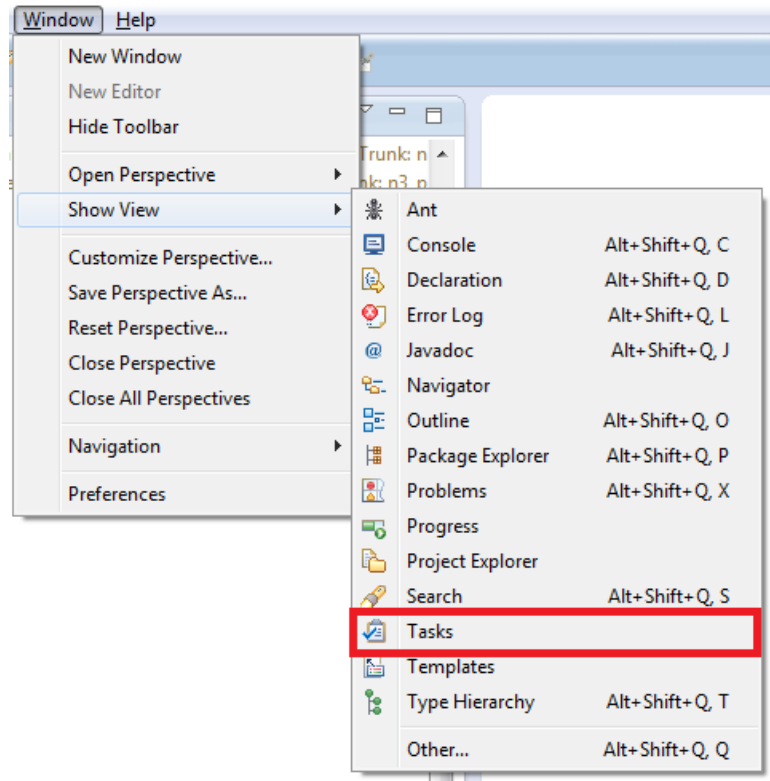 Window Help
New Window
New Editor
Hide Toolbar
Trunk: n
Open Perspective
nk: n3_p
Show View
Ant
Console Alt+Shift+Q, C
Customize Perspective...
Declaration Alt+Shift+Q, D
Save Perspective As...
Error Log Alt+Shift+Q, L
Reset Perspective...
@ Javadoc Alt+Shift+Q, J
Close Perspective
Navigator
Close All Perspectives
Outline Alt+Shift+Q, O
Navigation
Package Explorer Alt+Shift+Q, P
Preferences
Problems Alt+Shift+Q, X
Progress
Project Explorer
Search Alt+Shift+Q, S
Tasks
Templates
Type Hierarchy Alt+Shift+Q, T
Other... Alt+Shift+Q, Q